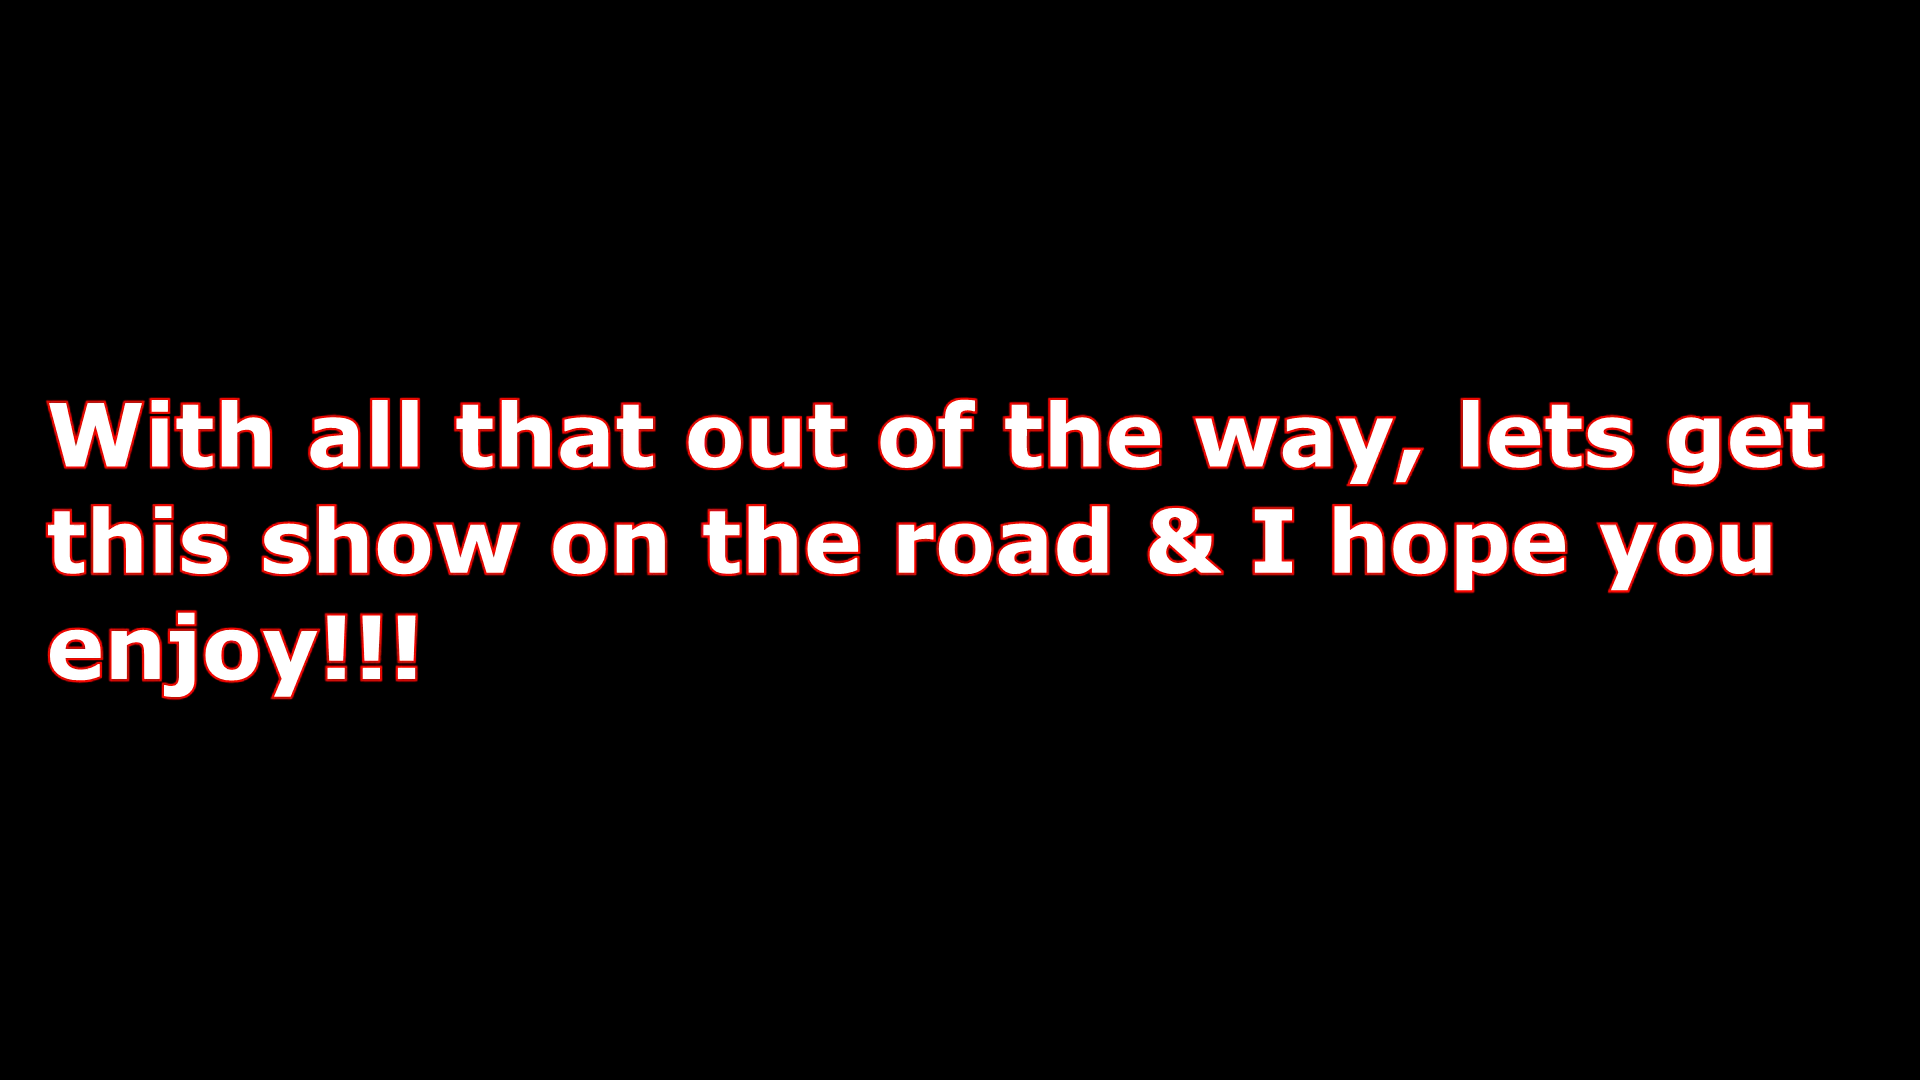 With all that out of the way, lets get
this show on the road & I hope you
enjoy!!!